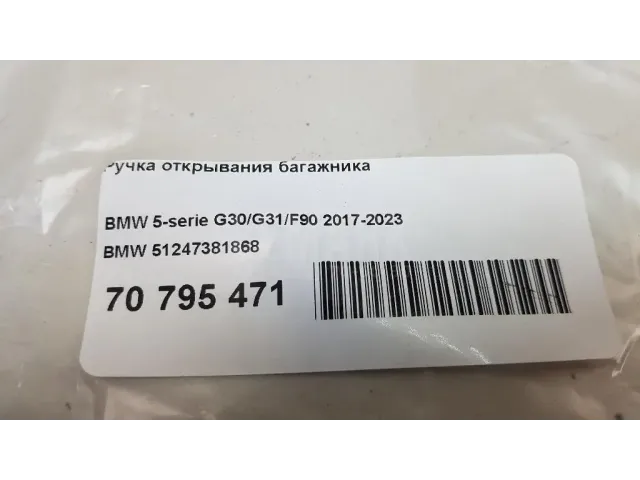 Ручка открывания багажника
BMW 5-serie G30/G31/F90 2017-2023
BMW 51247381868
70 795 471